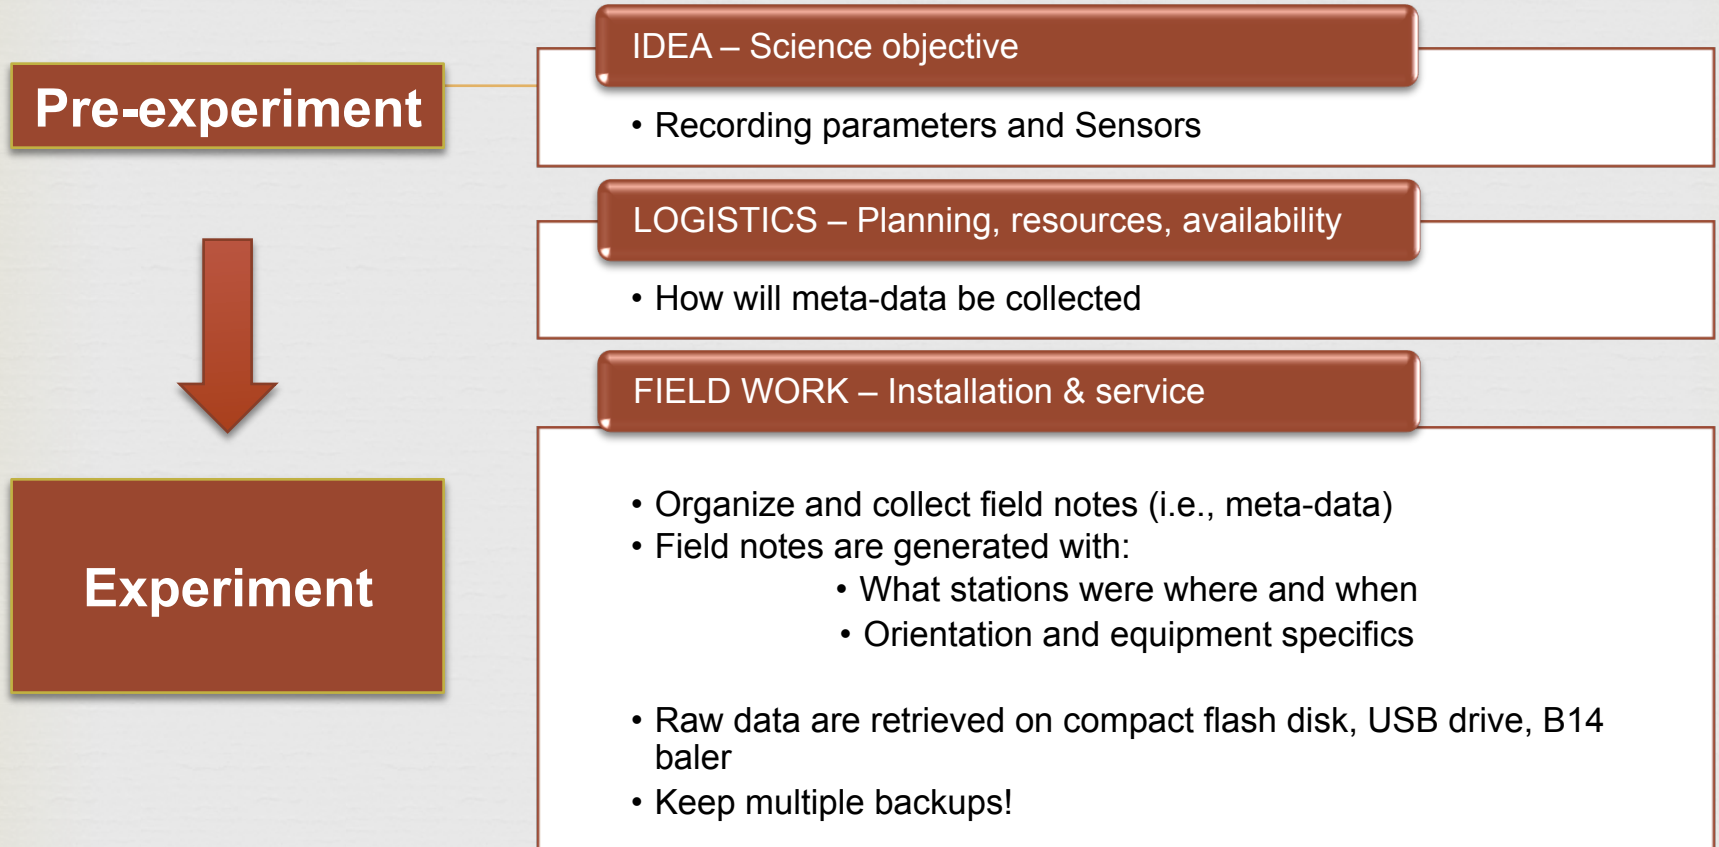 Pre-experiment
IDEA – Science objective
• Recording parameters and Sensors
LOGISTICS – Planning, resources, availability
• How will meta-data be collected
Experiment
FIELD WORK – Installation & service
• Organize and collect field notes (i.e., meta-data)
• Field notes are generated with:
• What stations were where and when
• Orientation and equipment specifics
• Raw data are retrieved on compact flash disk, USB drive, B14
baler
• Keep multiple backups!